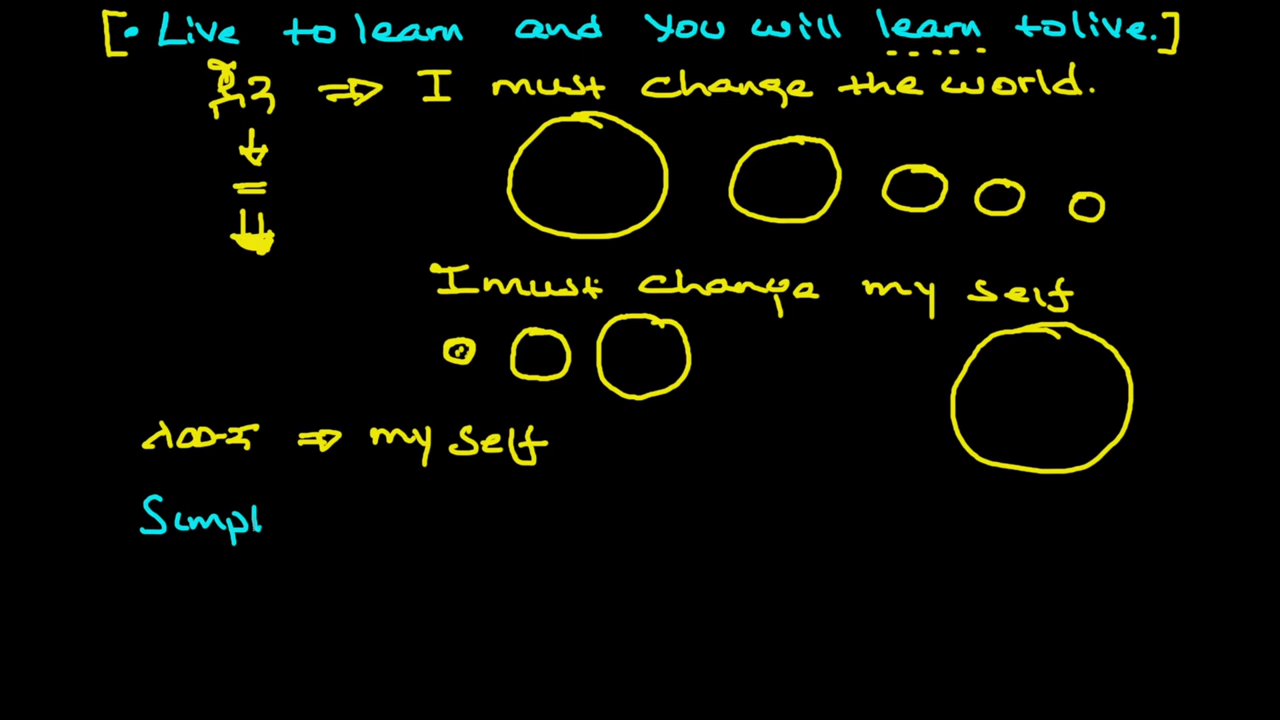 [• Live to learn and you will learn to live.]
⇒ I must change the world.
I must change my self
⇒ my self
Simpl